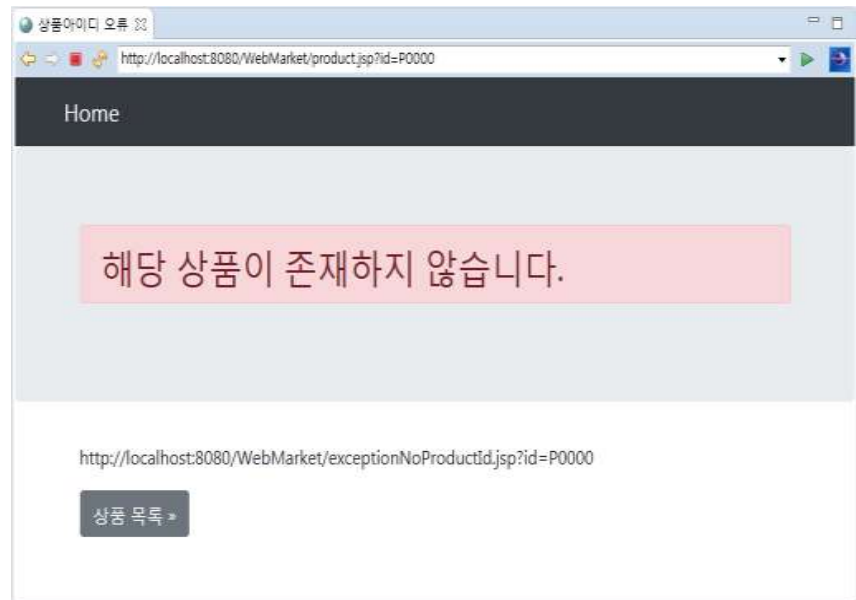 상품아이디 오류
http://localhost:8080/WebMarket/product.jsp?id=P0000
Home
해당 상품이 존재하지 않습니다.
http://localhost:8080/WebMarket/exceptionNoProductId.jsp?id=P0000
상품 목록 »